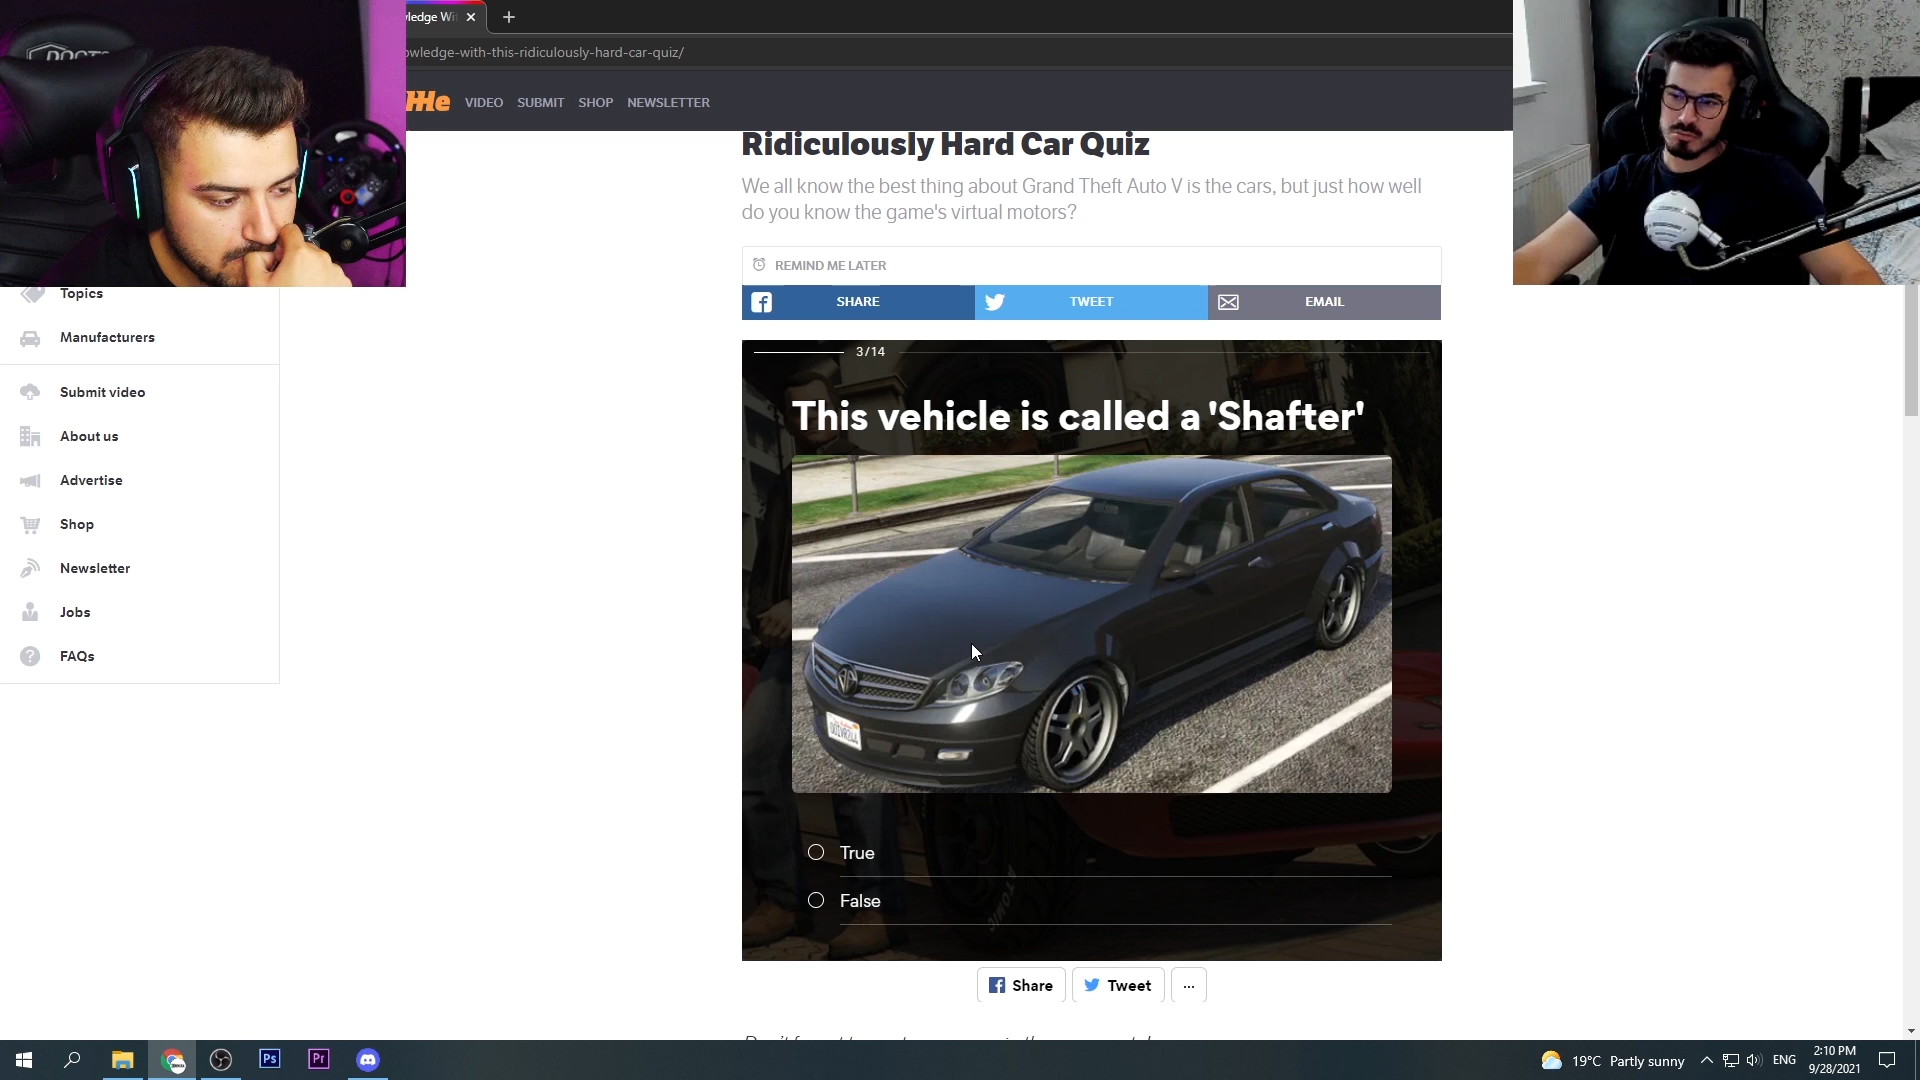 wledge Wi
owledge-with-this-ridiculously-hard-car-quiz/
VIDEO SUBMIT SHOP NEWSLETTER
Ridiculously Hard Car Quiz
We all know the best thing about Grand Theft Auto V is the cars, but just how well
do you know the game's virtual motors?
REMIND ME LATER
SHARE TWEET EMAIL
Topics
Manufacturers
Submit video
About us
Advertise
Shop
Newsletter
Jobs
FAQs
3/14
This vehicle is called a 'Shafter'
True
False
Share Tweet ...
Ps Pr
19°C Partly sunny ENG
2:10 PM
9/28/2021